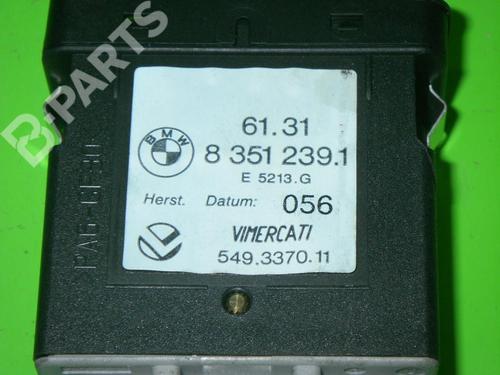 B-PARTS
BMW
61.31
8 351 239.1
E 5213.G
Herst. Datum: 056
VIMERCATI
549.3370.11